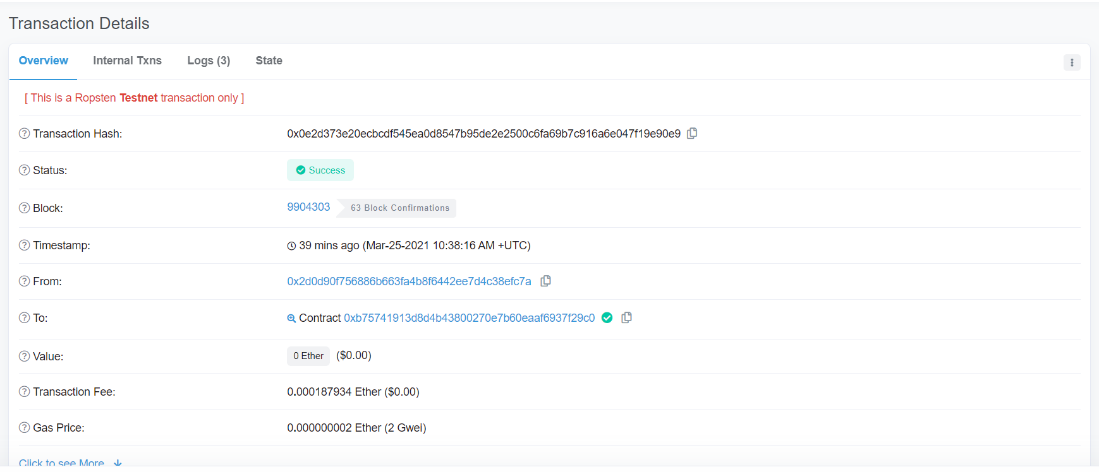 Transaction Details
Overview Internal Txns Logs (3) State
[ This is a Ropsten Testnet transaction only ]
Transaction Hash: 0x0e2d373e20ecbcdf545ea0d8547b95de2e2500c6fa69b7c916a6e047f19e90e9
Status: Success
Block: 9904303 63 Block Confirmations
Timestamp: 39 mins ago (Mar-25-2021 10:38:16 AM +UTC)
From: 0x2d0d90f756886b663fa4b8f6442ee7d4c38efc7a
To: Contract 0xb75741913d8d4b43800270e7b60eaaf6937f29c0
Value: 0 Ether ($0.00)
Transaction Fee: 0.000187934 Ether ($0.00)
Gas Price: 0.000000002 Ether (2 Gwei)
Click to see More